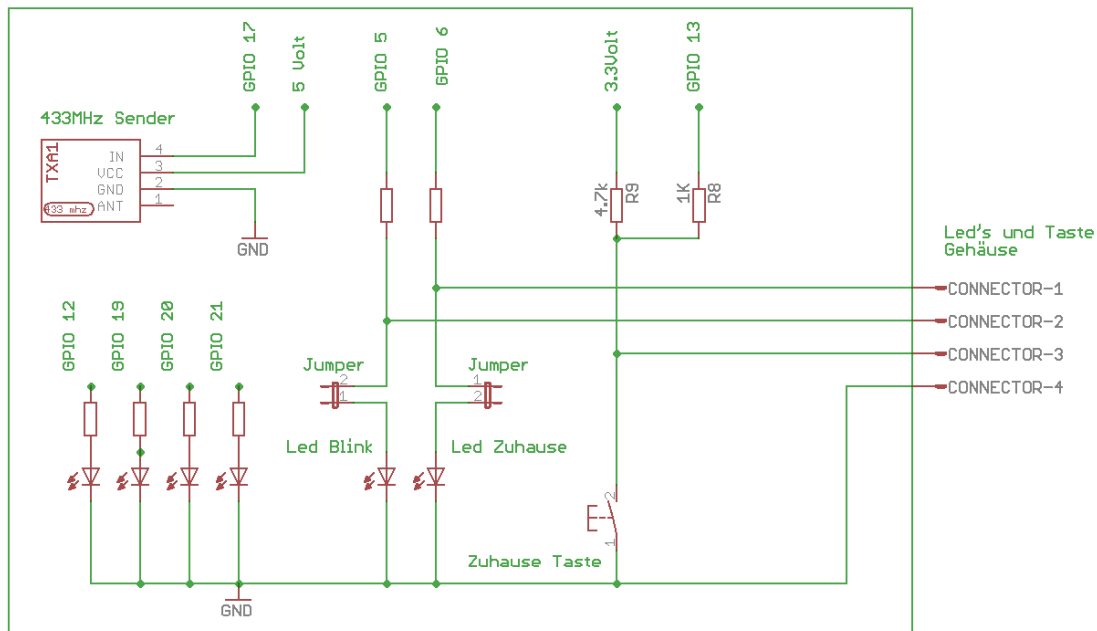 GPIO 17
5 Volt
GPIO 5
GPIO 6
3.3Volt
GPIO 13
433MHz Sender
TXA1
IN 4
VCC 3
GND 2
ANT 1
433 mhz
GND
4.7k
R9
1K
R8
Led's und Taste
Gehäuse
CONNECTOR-1
CONNECTOR-2
CONNECTOR-3
CONNECTOR-4
GPIO 12
GPIO 19
GPIO 20
GPIO 21
Jumper
2
1
Jumper
1
2
Led Blink
Led Zuhause
2
1
Zuhause Taste
GND